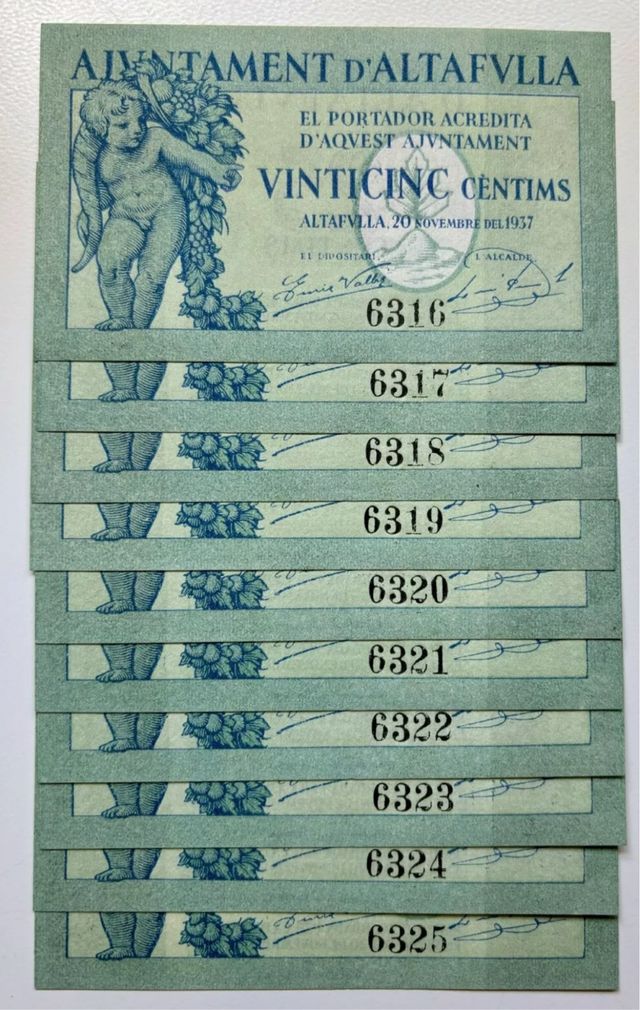 AJVNTAMENT D'ALTAFVLLA
EL PORTADOR ACREDITA
D'AQVEST AJVNTAMENT
VINTICINC CÈNTIMS
ALTAFVLLA, 20 NOVEMBRE DEL 1937
EL DIPOSITARI L'ALCALDE
6316
6317
6318
6319
6320
6321
6322
6323
6324
6325